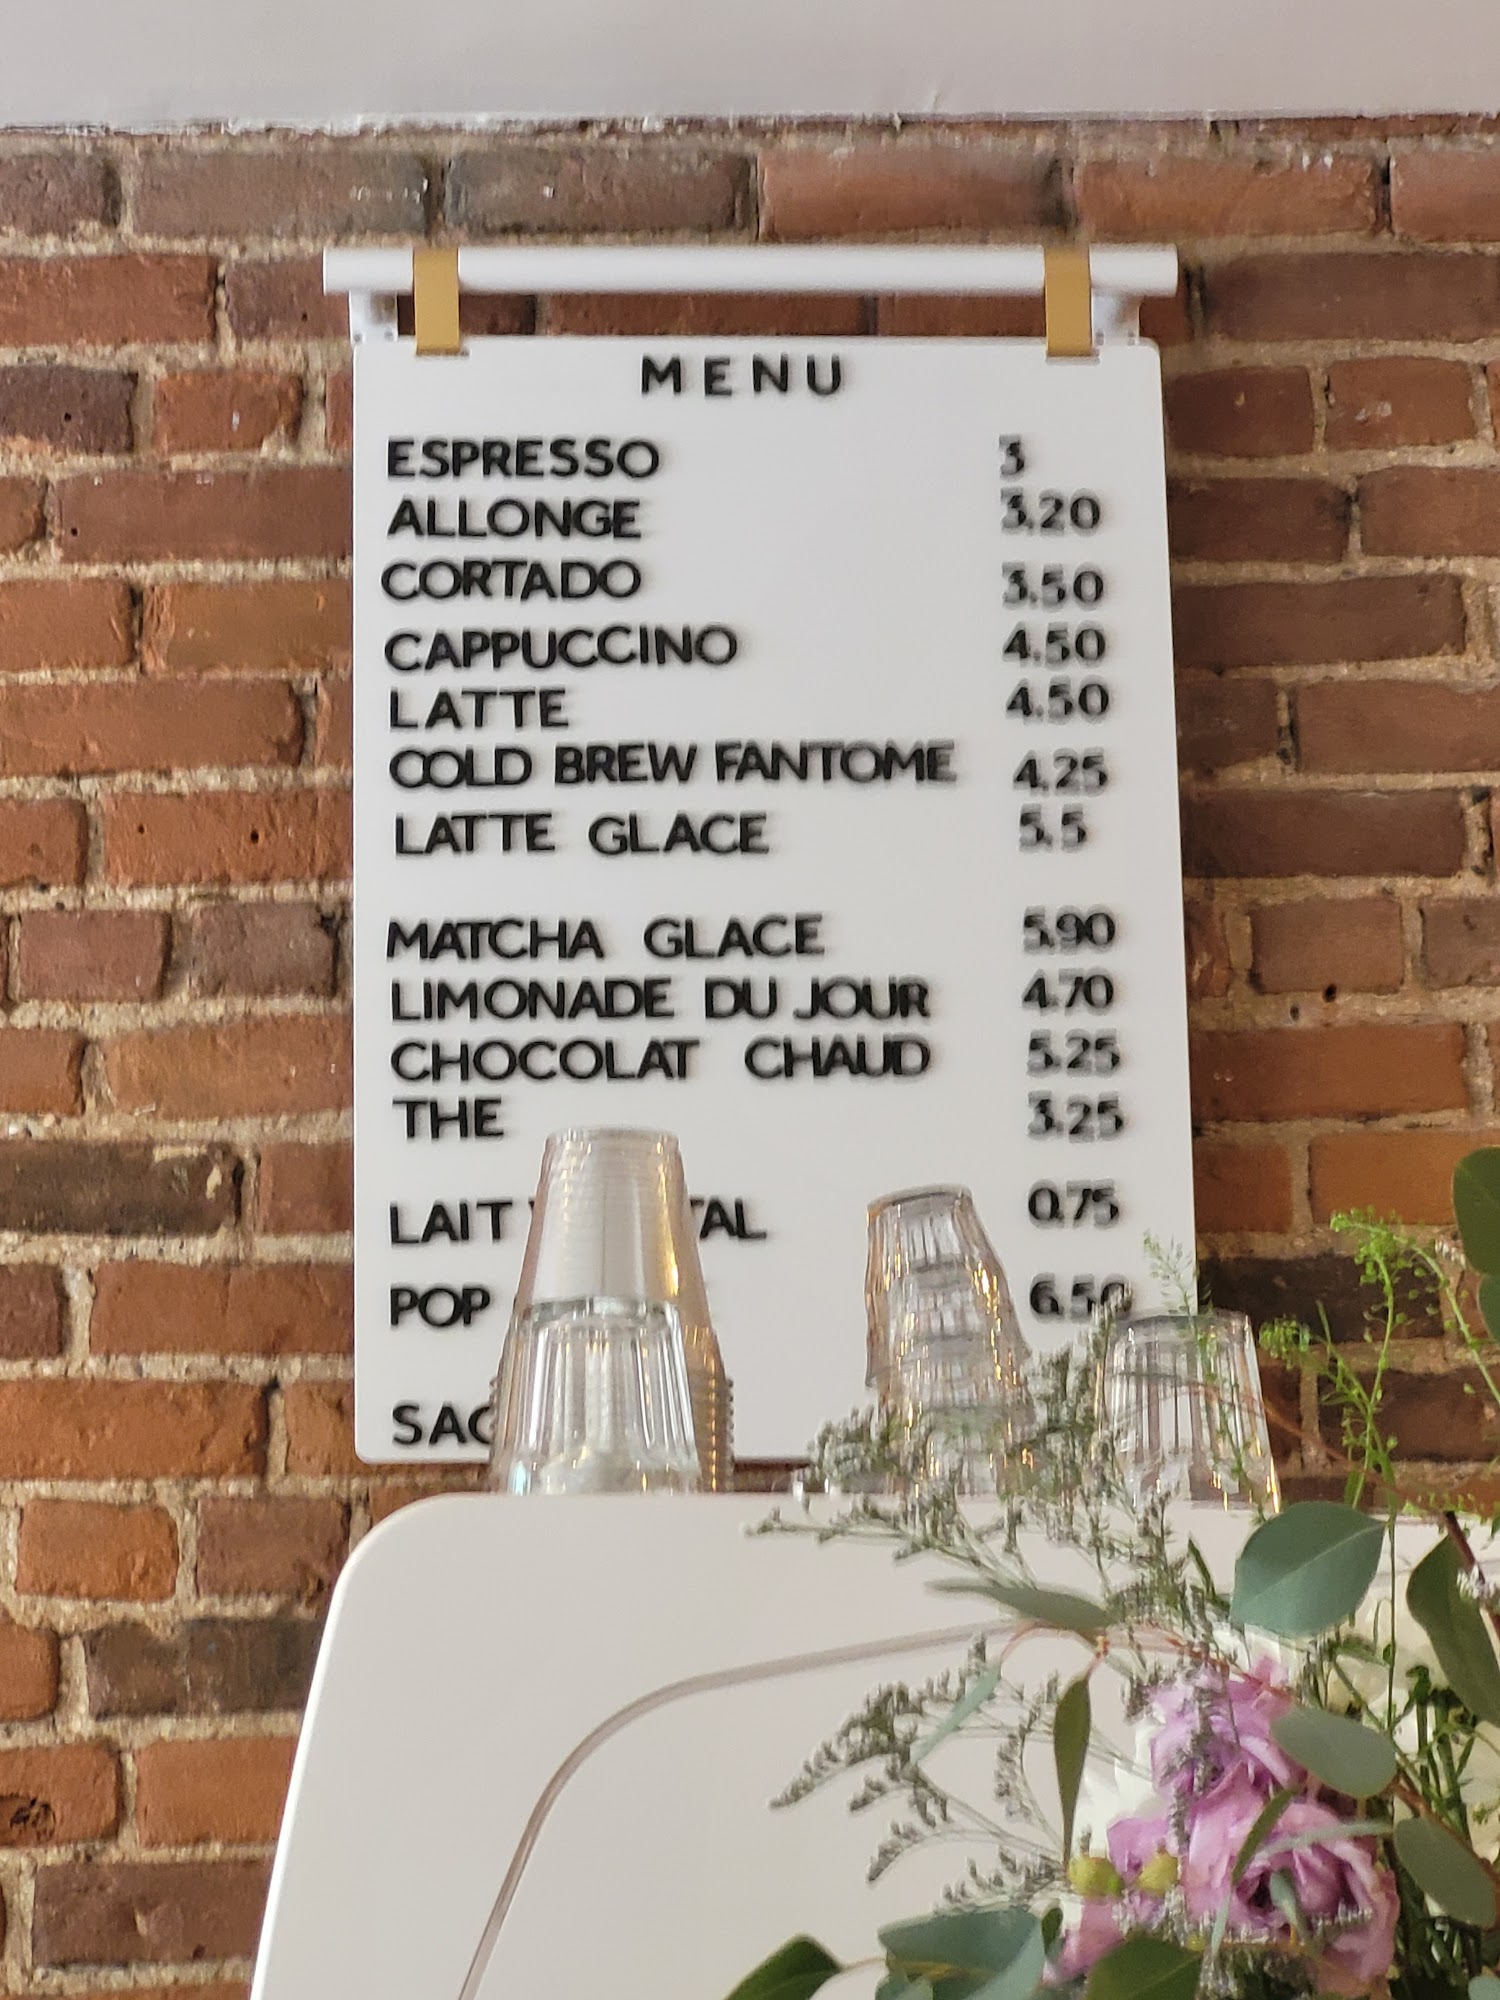 MENU
ESPRESSO 3
ALLONGE 3.20
CORTADO 3.50
CAPPUCCINO 4.50
LATTE 4.50
COLD BREW FANTOME 4.25
LATTE GLACE 5.5
MATCHA GLACE 5.90
LIMONADE DU JOUR 4.70
CHOCOLAT CHAUD 5.25
THE 3.25
LAIT 0.75
POP 6.50